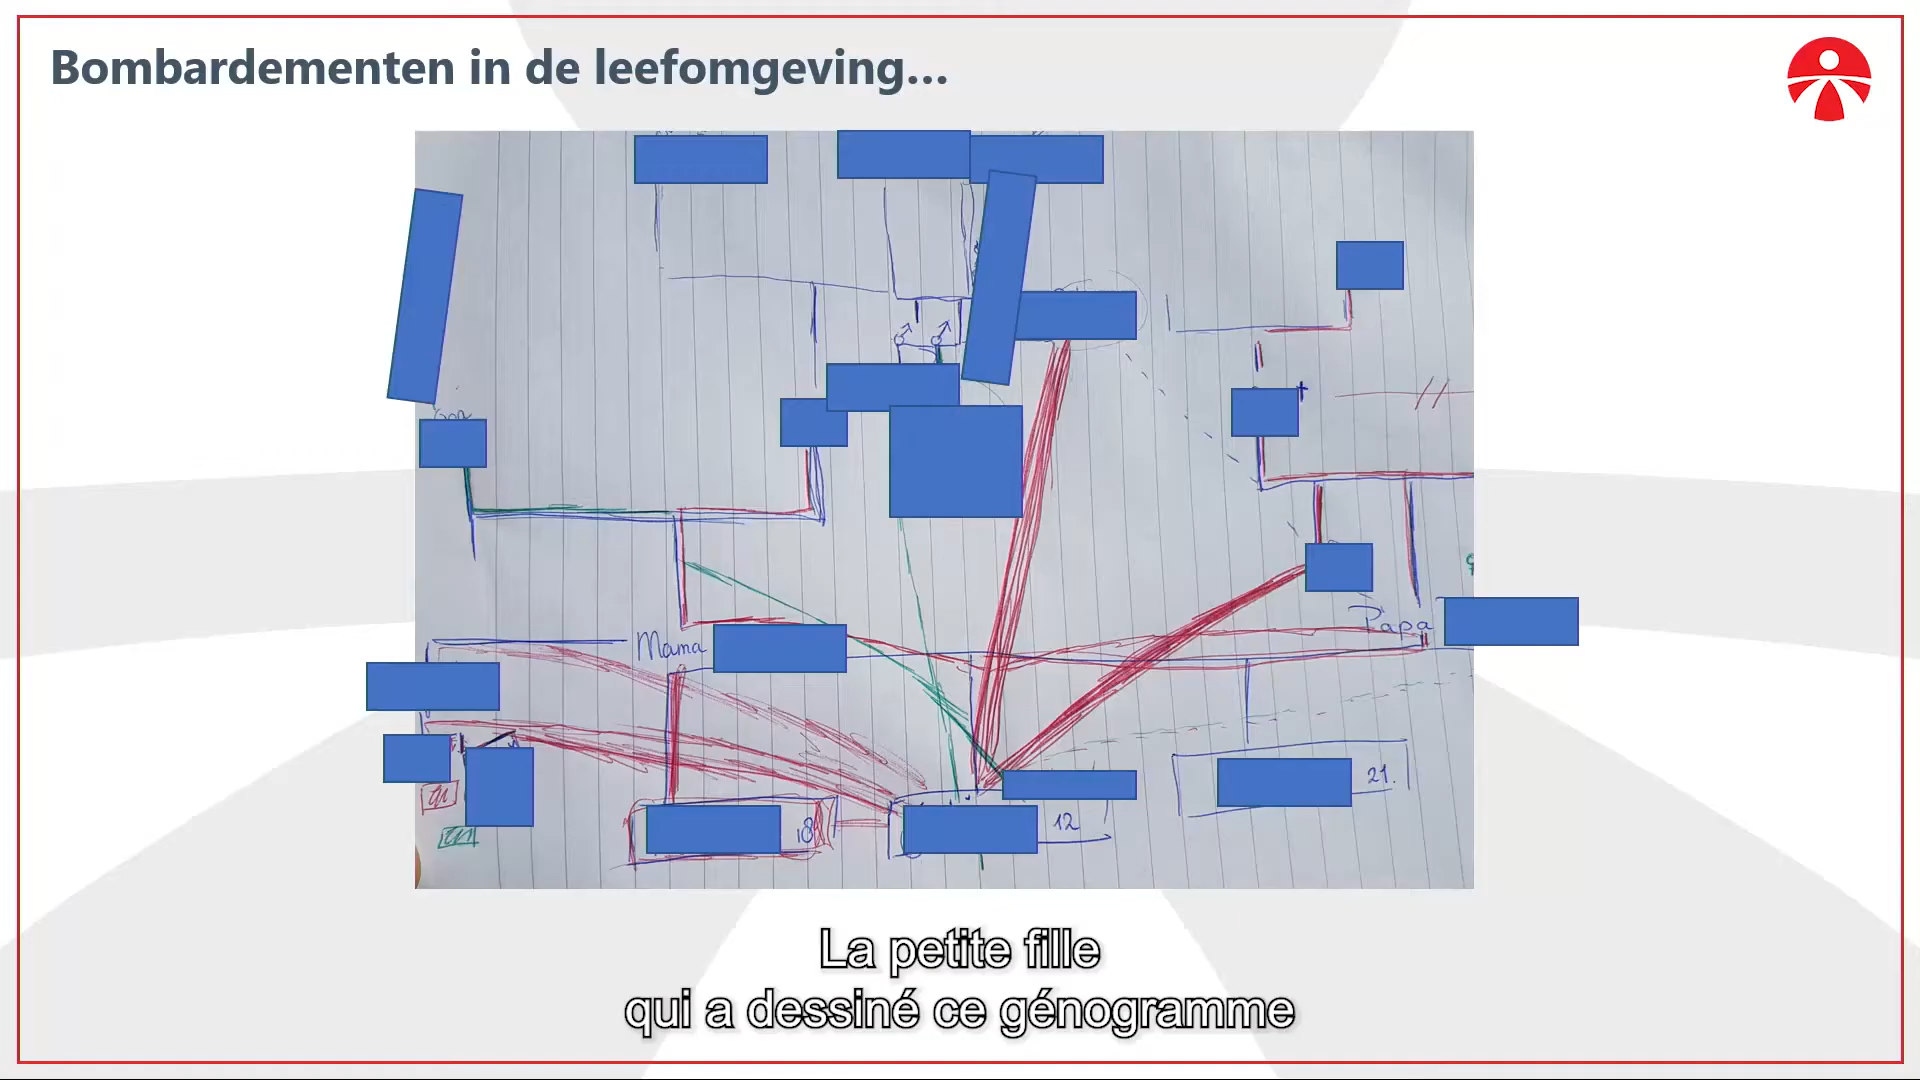 Bombardementen in de leefomgeving...
Mama
Papa
21.
18
12
La petite fille
qui a dessiné ce génogramme